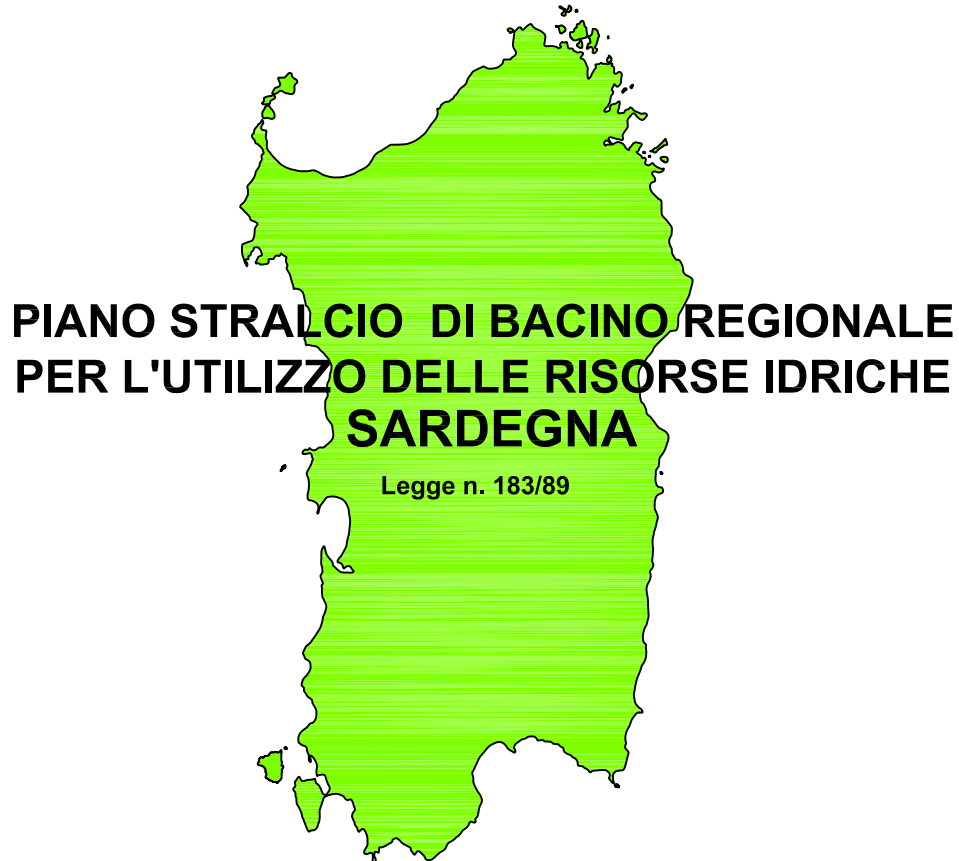 PIANO STRALCIO DI BACINO REGIONALE
PER L'UTILIZZO DELLE RISORSE IDRICHE
SARDEGNA
Legge n. 183/89